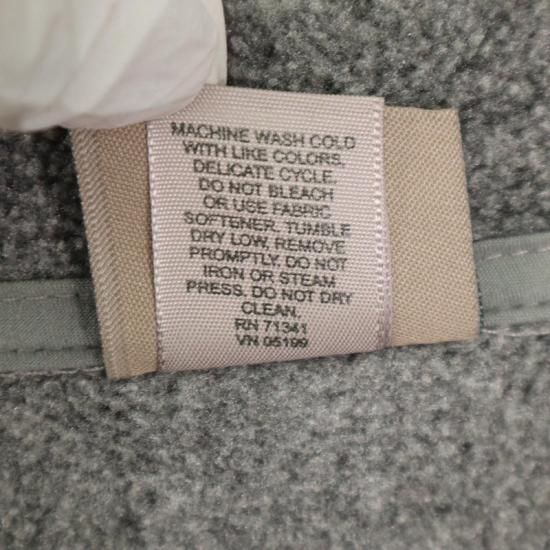 MACHINE WASH COLD
WITH LIKE COLORS.
DELICATE CYCLE.
DO NOT BLEACH
OR USE FABRIC
SOFTENER. TUMBLE
DRY LOW, REMOVE
PROMPTLY. DO NOT
IRON OR STEAM
PRESS. DO NOT DRY
CLEAN.
RN 71341
VN 05199